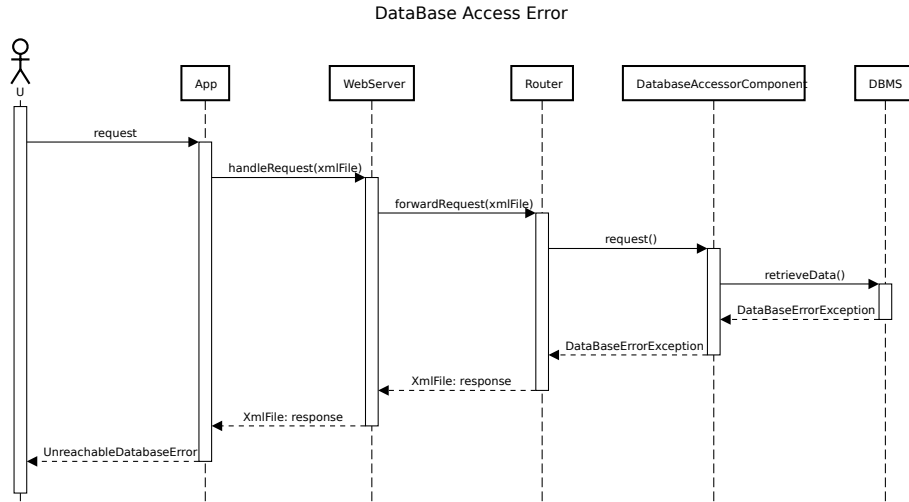 DataBase Access Error
U
App
WebServer
Router
DatabaseAccessorComponent
DBMS
request
handleRequest(xmlFile)
forwardRequest(xmlFile)
request()
retrieveData()
DataBaseErrorException
DataBaseErrorException
XmlFile: response
XmlFile: response
UnreachableDatabaseError